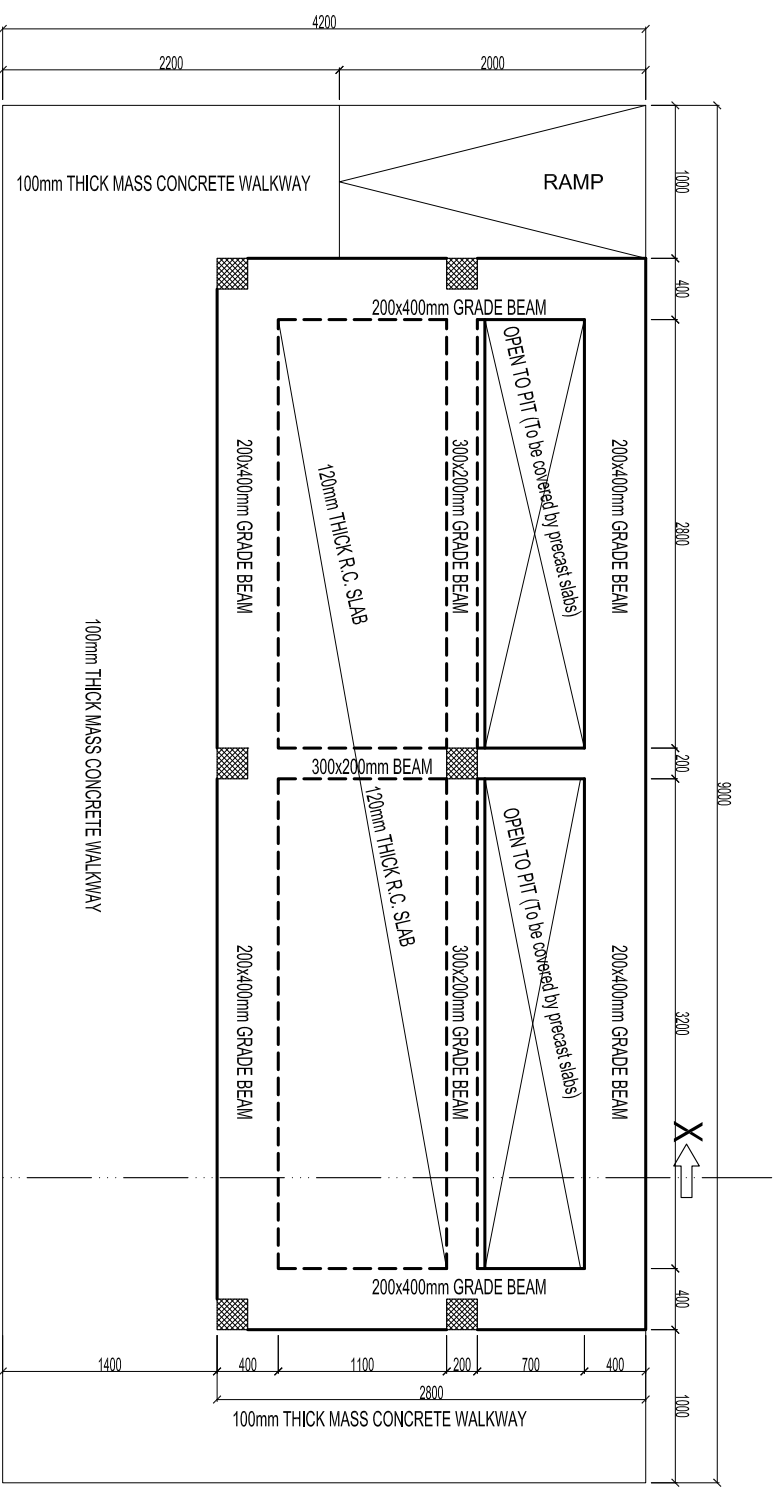 4200
2200
2000
100mm THICK MASS CONCRETE WALKWAY
RAMP
1000
400
200x400mm GRADE BEAM
OPEN TO PIT (To be covered by precast slabs)
200x400mm GRADE BEAM
300x200mm GRADE BEAM
200x400mm GRADE BEAM
120mm THICK R.C. SLAB
2800
100mm THICK MASS CONCRETE WALKWAY
300x200mm BEAM
200
9000
120mm THICK R.C. SLAB
OPEN TO PIT (To be covered by precast slabs)
200x400mm GRADE BEAM
300x200mm GRADE BEAM
200x400mm GRADE BEAM
3200
X
200x400mm GRADE BEAM
400
1400
400
1100
200
700
400
2800
1000
100mm THICK MASS CONCRETE WALKWAY